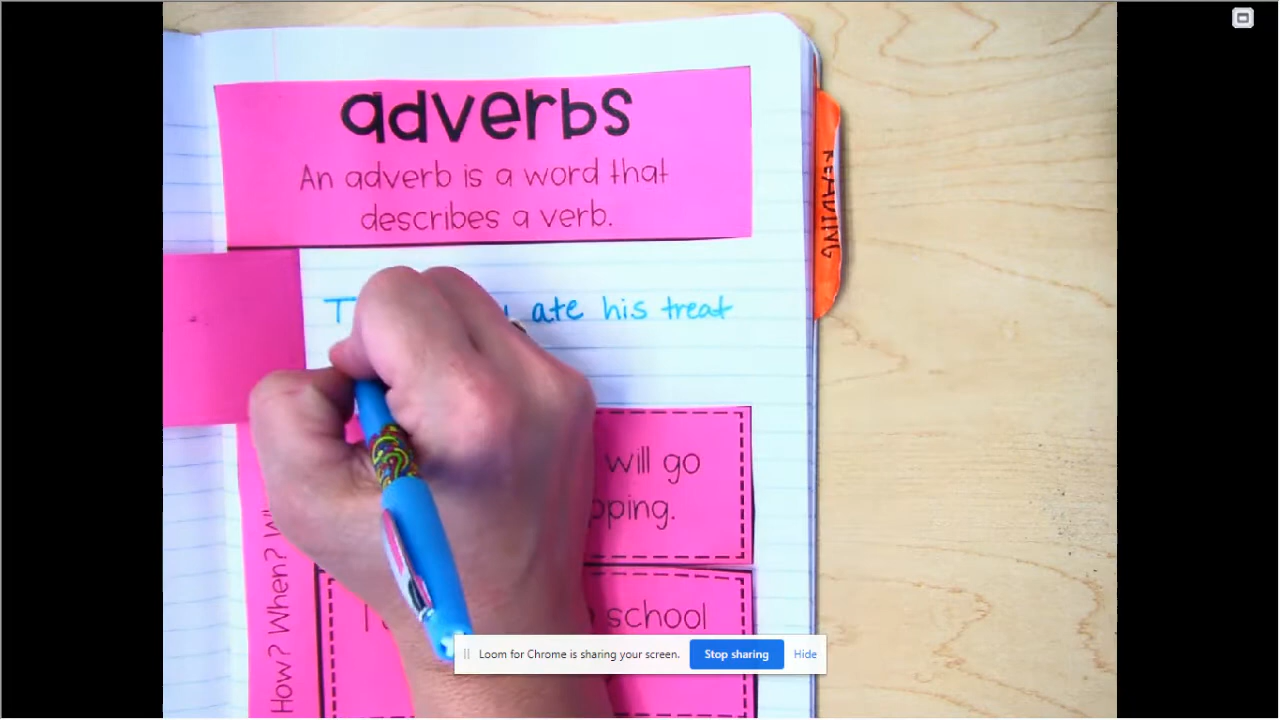 adverbs
An adverb is a word that
describes a verb.
ate his treat
will go
school
How? When?
READING
Loom for Chrome is sharing your screen.
Stop sharing
Hide